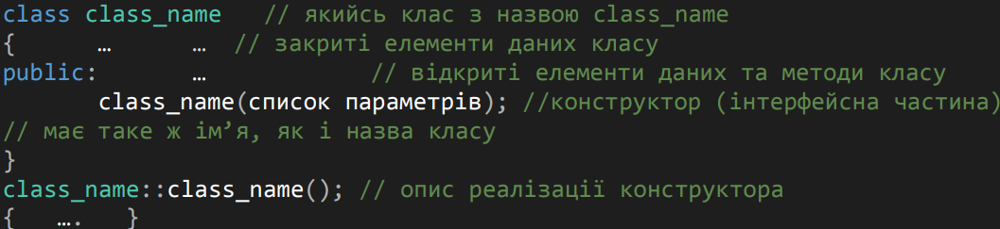 class class_name // якийсь клас з назвою class_name
{ … … // закриті елементи даних класу
public: … // відкриті елементи даних та методи класу
class_name(список параметрів); //конструктор (інтерфейсна частина)
// має таке ж ім’я, як і назва класу
}
class_name::class_name(); // опис реалізації конструктора
{ …. }